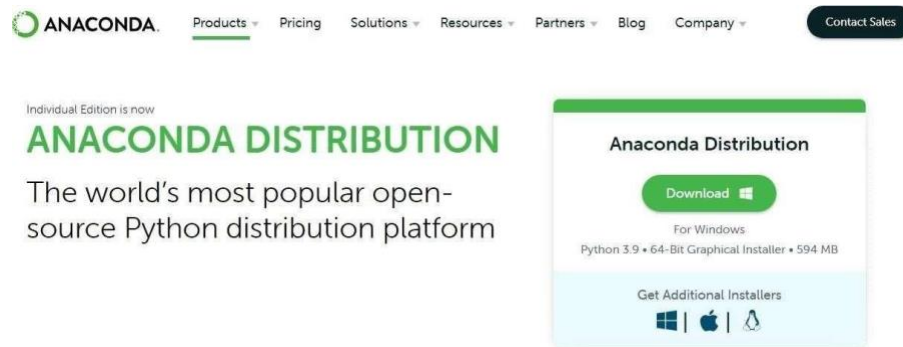 ANACONDA.
Products
Pricing
Solutions
Resources
Partners
Blog
Company
Contact Sales
Individual Edition is now
ANACONDA DISTRIBUTION
The world's most popular open-
source Python distribution platform
Anaconda Distribution
Download
For Windows
Python 3.9 • 64-Bit Graphical Installer • 594 MB
Get Additional Installers
| |